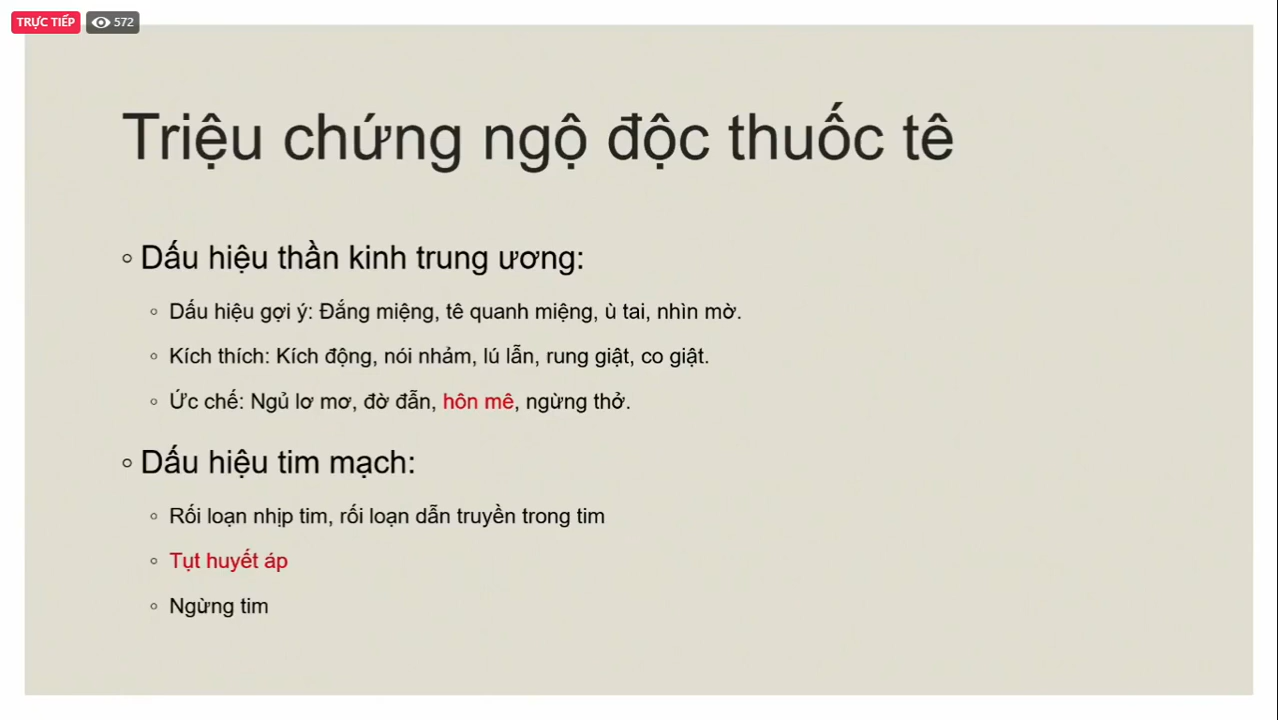 TRỰC TIẾP 572
Triệu chứng ngộ độc thuốc tê
Dấu hiệu thần kinh trung ương:
Dấu hiệu gợi ý: Đắng miệng, tê quanh miệng, ù tai, nhìn mờ.
Kích thích: Kích động, nói nhảm, lú lẫn, rung giật, co giật.
Ức chế: Ngủ lơ mơ, đờ đẫn, hôn mê, ngừng thở.
Dấu hiệu tim mạch:
Rối loạn nhịp tim, rối loạn dẫn truyền trong tim
Tụt huyết áp
Ngừng tim